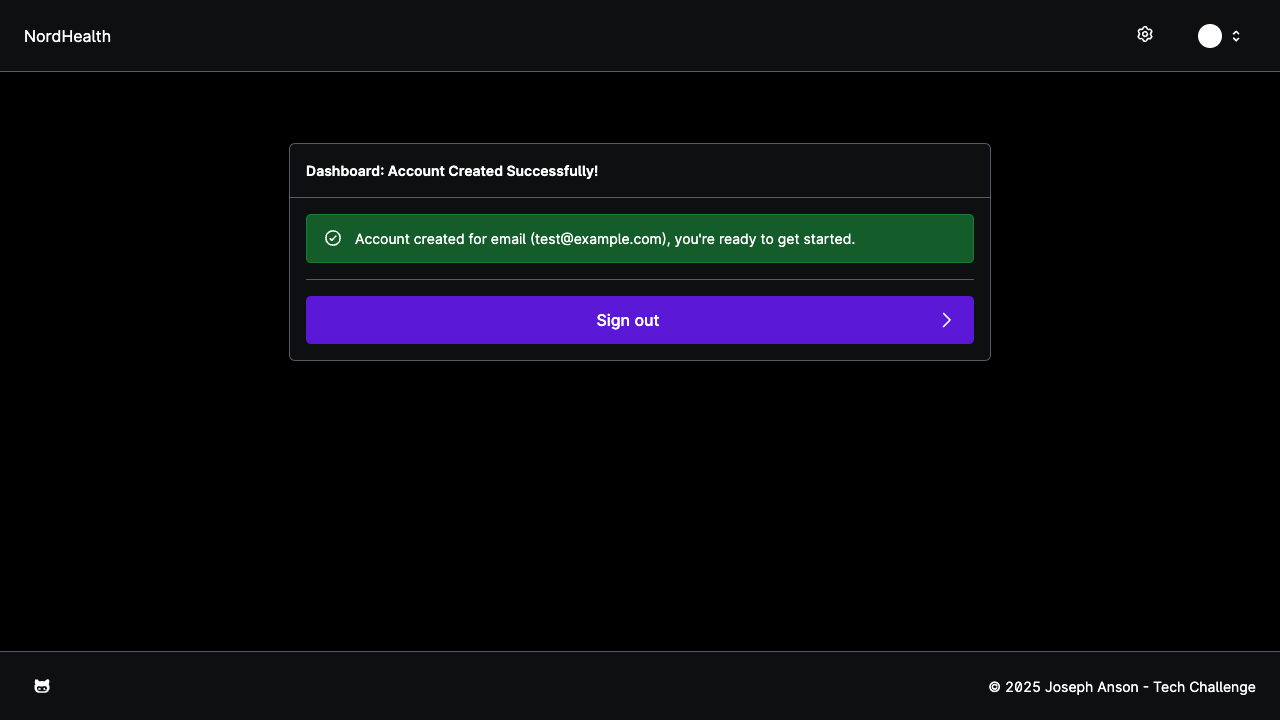 NordHealth
Dashboard: Account Created Successfully!
Account created for email (test@example.com), you're ready to get started.
Sign out
© 2025 Joseph Anson - Tech Challenge